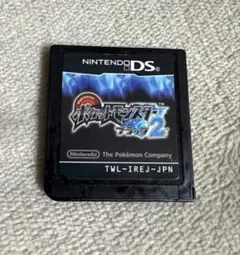 NINTENDO DS
ポケットモンスター
ブラック2
Nintendo
The Pokémon Company
TWL-IREJ-JPN